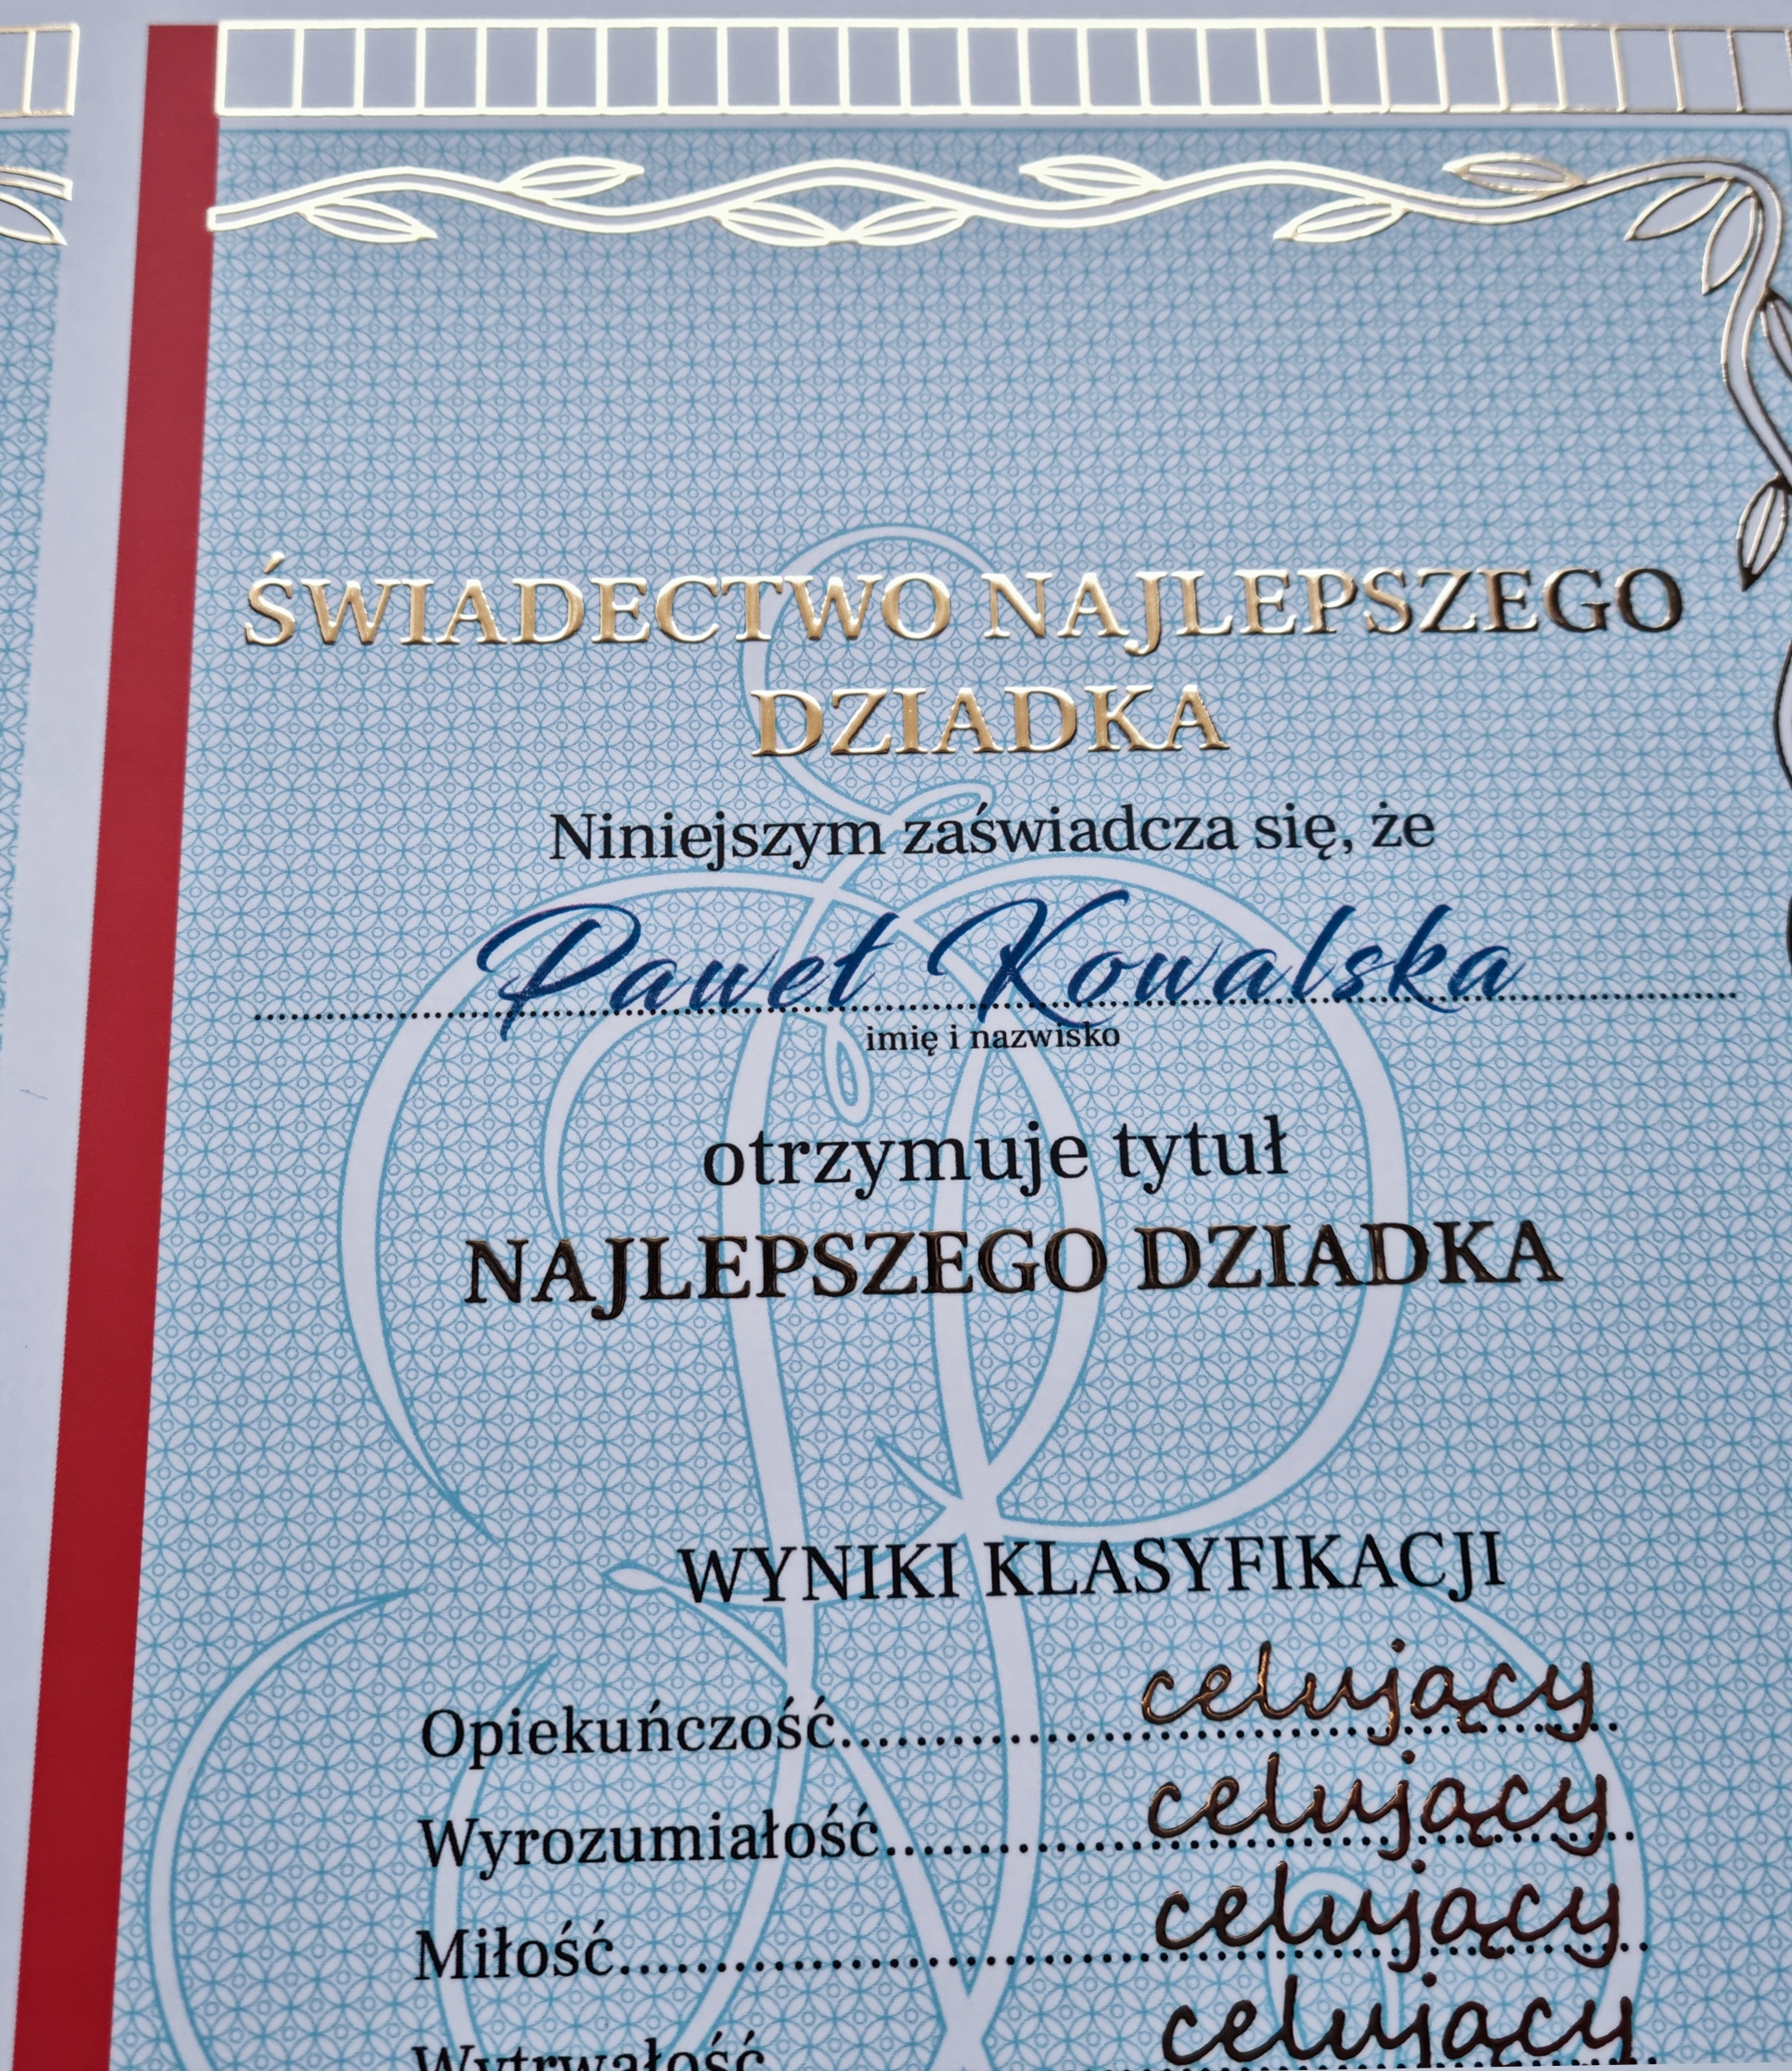 ŚWIADECTWO NAJLEPSZEGO
DZIADKA
Niniejszym zaświadcza się, że
Paweł Kowalska
imię i nazwisko
otrzymuje tytuł
NAJLEPSZEGO DZIADKA
WYNIKI KLASYFIKACJI
Opiekuńczość.................................celujący
Wyrozumiałość..............................celujący
Miłość.............................................celujący
Wytrwałość celujący